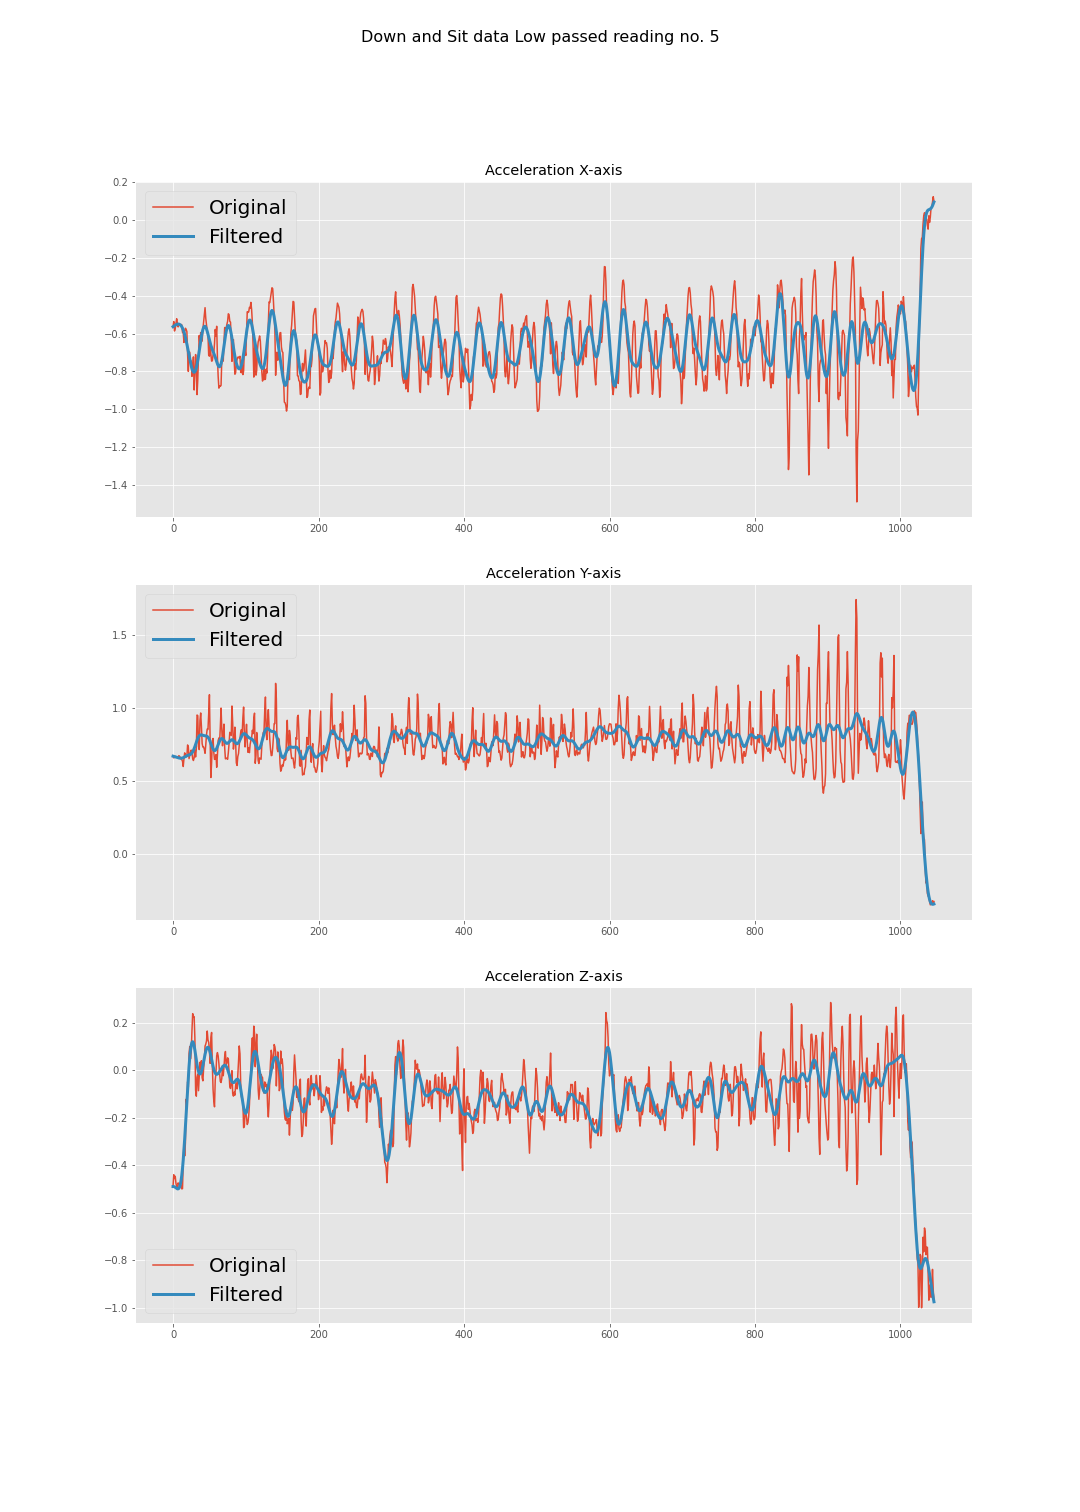 Down and Sit data Low passed reading no. 5
Acceleration X-axis
0.2
0.0
−0.2
−0.4
−0.6
−0.8
−1.0
−1.2
−1.4
Original
Filtered
0 200 400 600 800 1000
Acceleration Y-axis
1.5
1.0
0.5
0.0
Original
Filtered
0 200 400 600 800 1000
Acceleration Z-axis
0.2
0.0
−0.2
−0.4
−0.6
−0.8
−1.0
Original
Filtered
0 200 400 600 800 1000